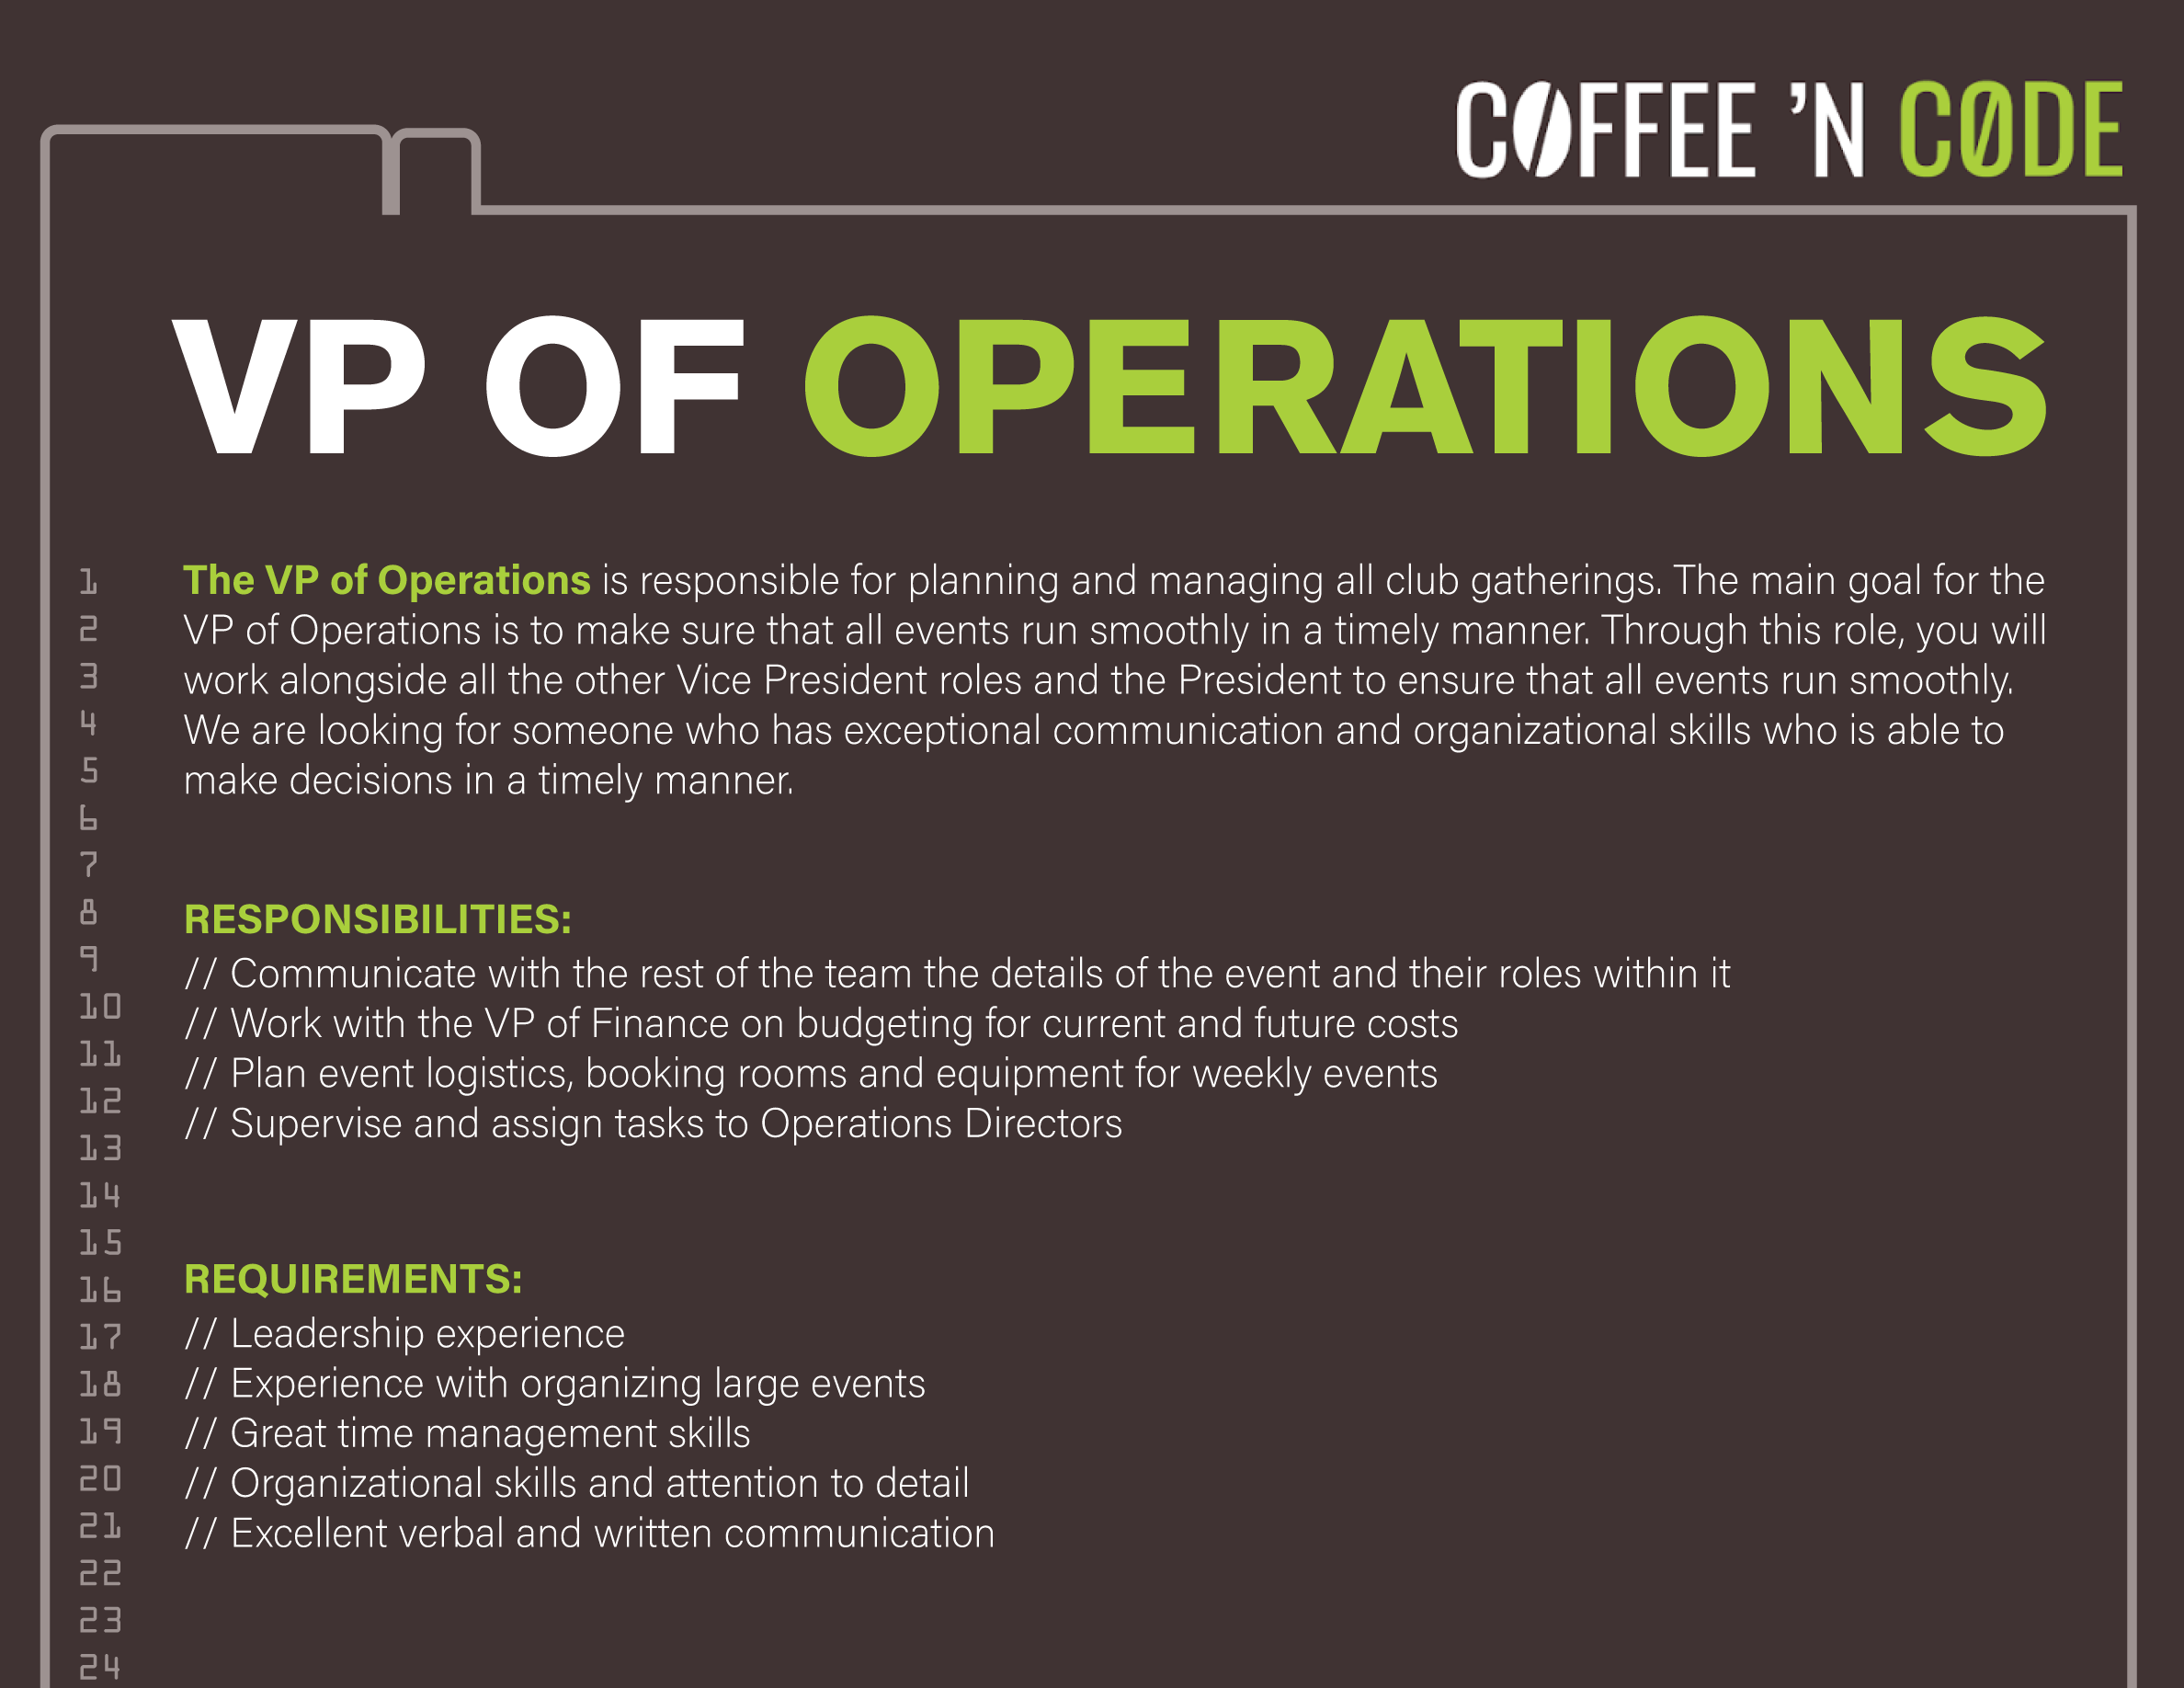 COFFEE 'N CODE
VP OF OPERATIONS
1
2
3
4
5
6
7
8
9
10
11
12
13
14
15
16
17
18
19
20
21
22
23
24
The VP of Operations is responsible for planning and managing all club gatherings. The main goal for the
VP of Operations is to make sure that all events run smoothly in a timely manner. Through this role, you will
work alongside all the other Vice President roles and the President to ensure that all events run smoothly.
We are looking for someone who has exceptional communication and organizational skills who is able to
make decisions in a timely manner.
RESPONSIBILITIES:
// Communicate with the rest of the team the details of the event and their roles within it
// Work with the VP of Finance on budgeting for current and future costs
// Plan event logistics, booking rooms and equipment for weekly events
// Supervise and assign tasks to Operations Directors
REQUIREMENTS:
// Leadership experience
// Experience with organizing large events
// Great time management skills
// Organizational skills and attention to detail
// Excellent verbal and written communication